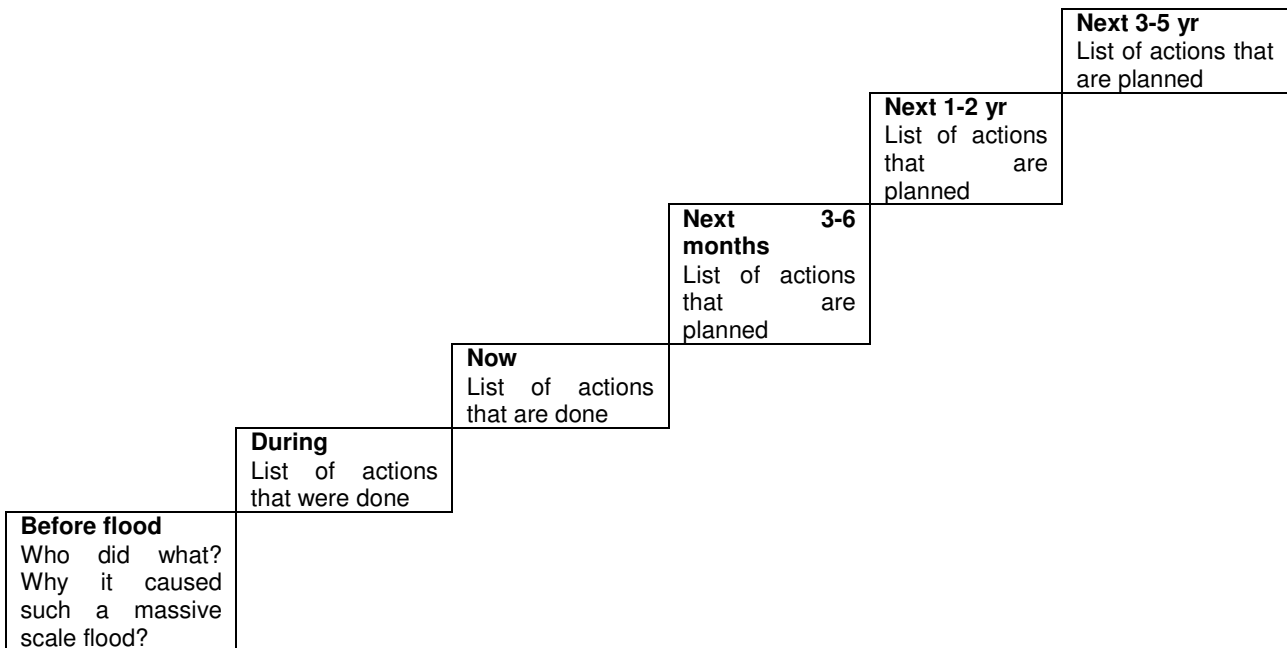 Next 3-5 yr
List of actions that
are planned
Next 1-2 yr
List of actions
that are
planned
Next 3-6
months
List of actions
that are
planned
Now
List of actions
that are done
During
List of actions
that were done
Before flood
Who did what?
Why it caused
such a massive
scale flood?